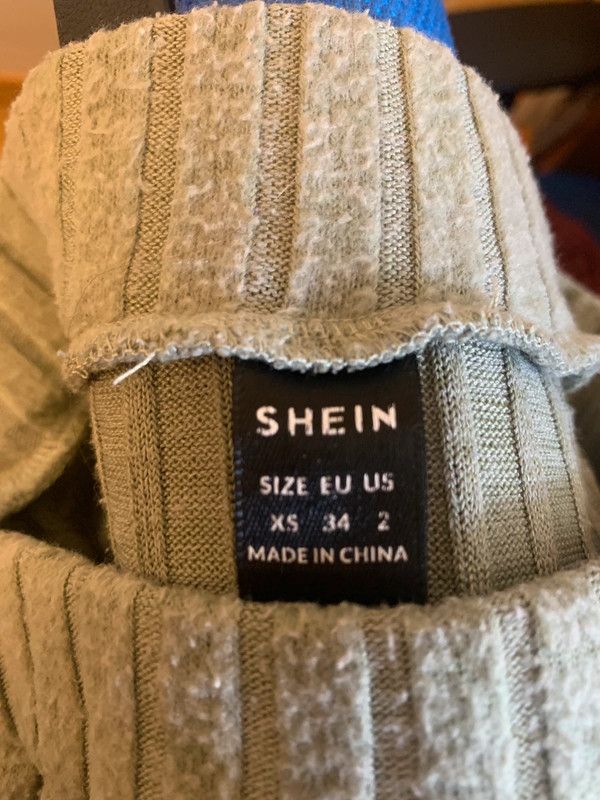 SHEIN
SIZE EU US
XS 34 2
MADE IN CHINA